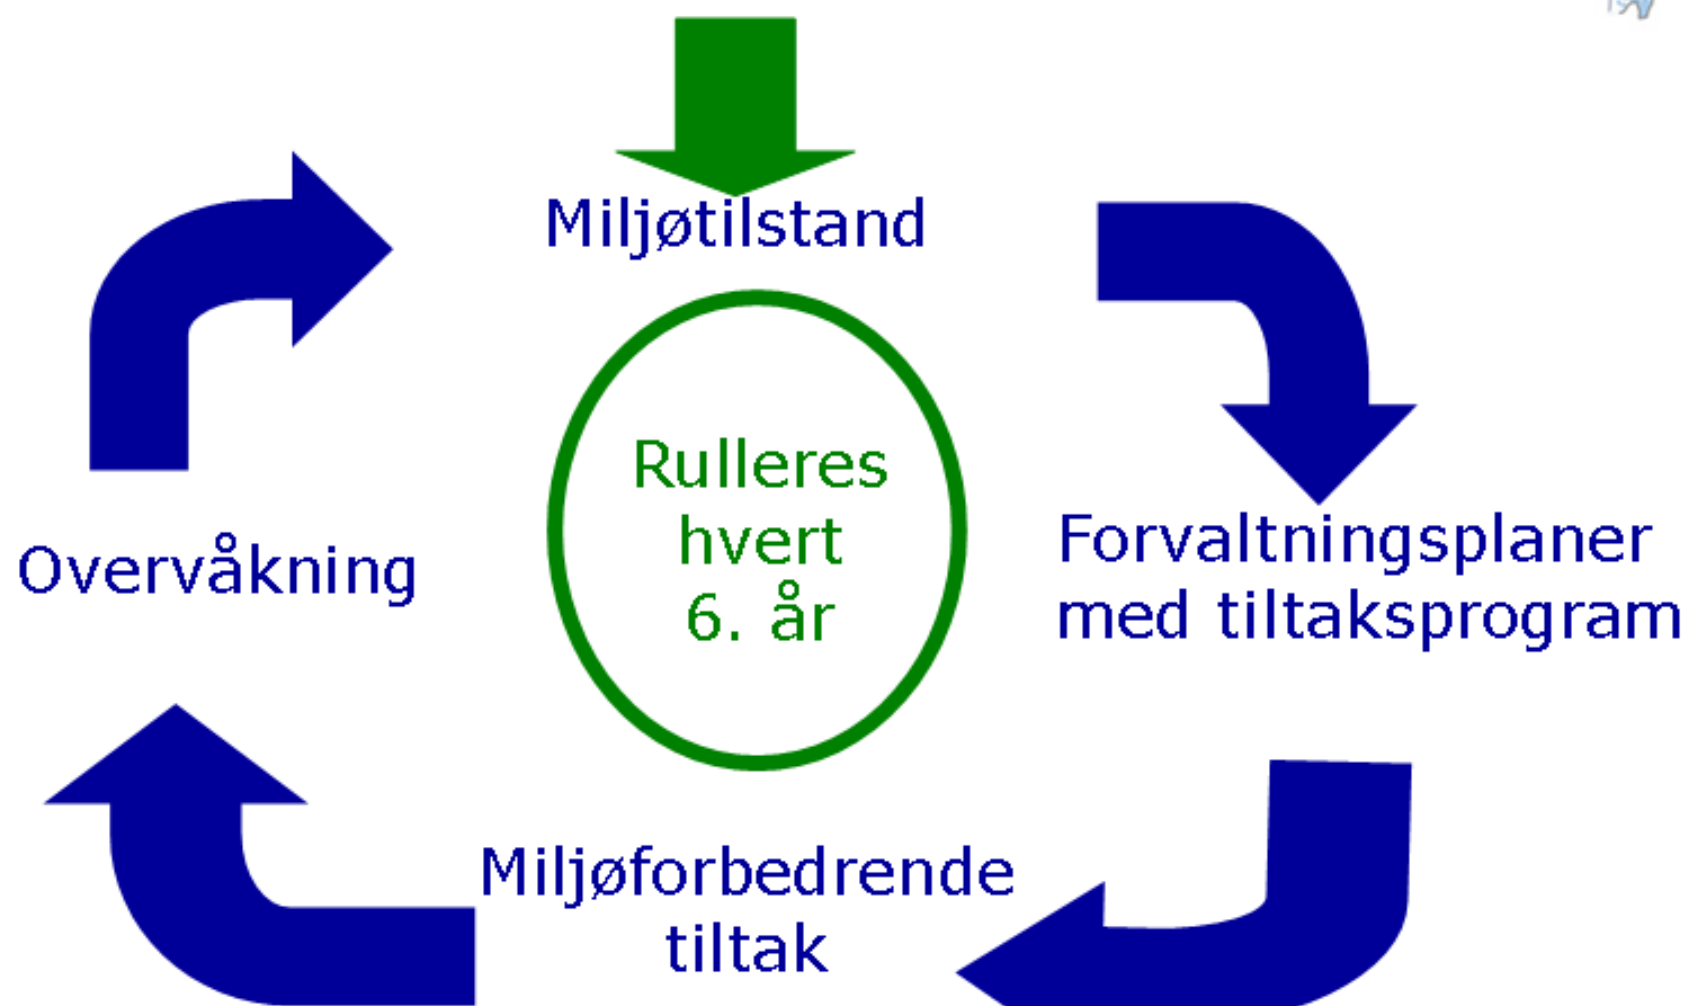 Miljøtilstand
Rulleres
hvert
6. år
Forvaltningsplaner
med tiltaksprogram
Miljøforbedrende
tiltak
Overvåkning